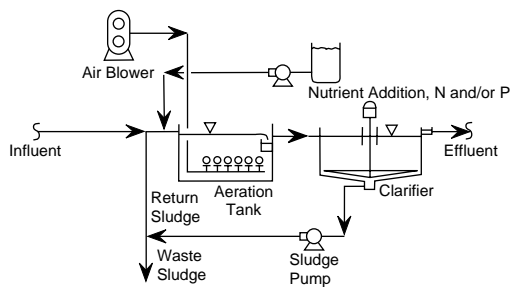 Air Blower
Nutrient Addition, N and/or P
Influent
Effluent
Aeration
Tank
Clarifier
Return
Sludge
Waste
Sludge
Sludge
Pump